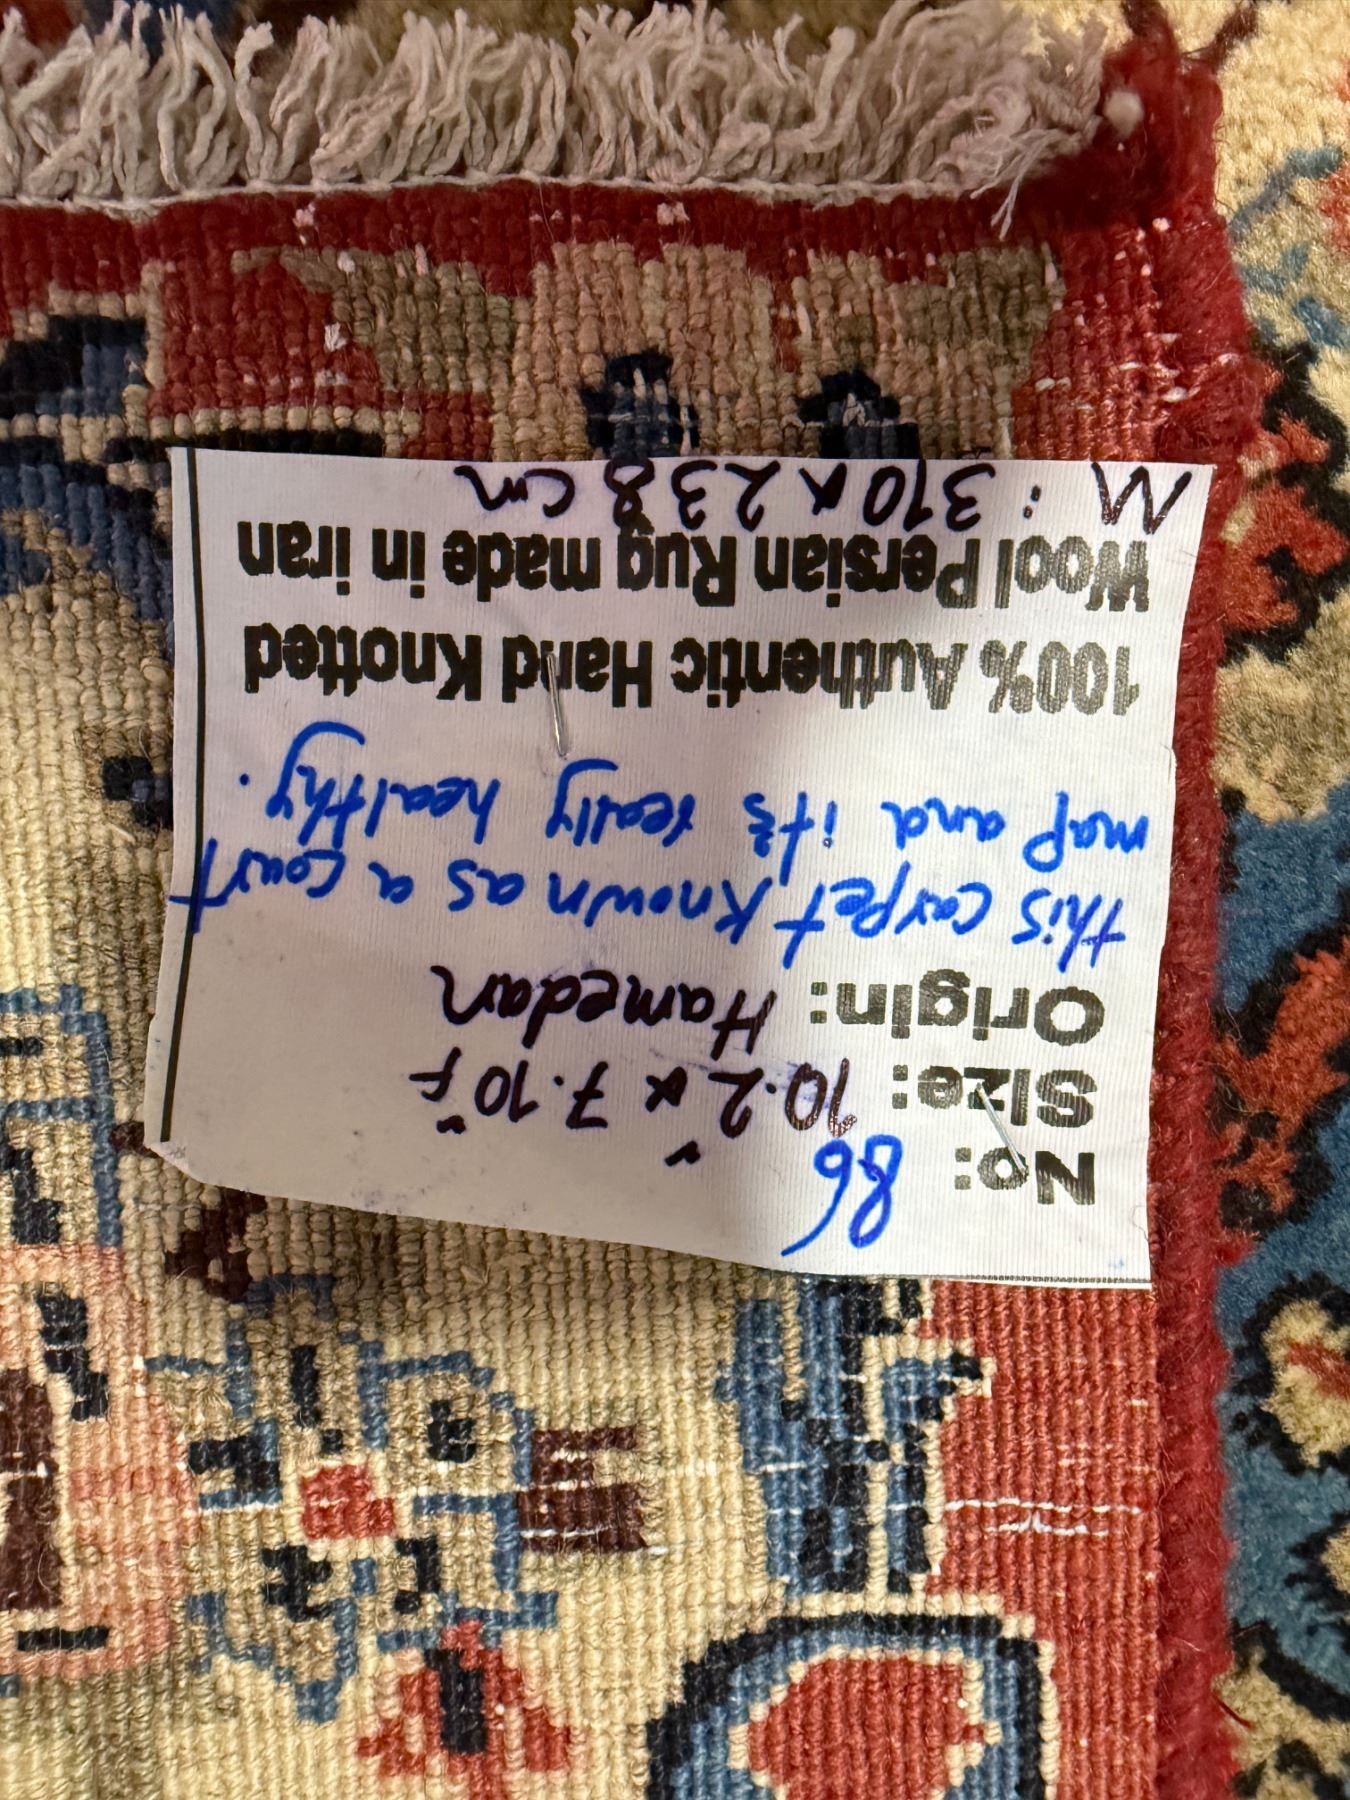 No: 86
Size: 10.2" x 7.10" f
Origin: Hamedan
this carpet known as a court
map and it's really healthy.
100% Authentic Hand Knotted
Wool Persian Rug made in iran
M: 310 x 238 cm